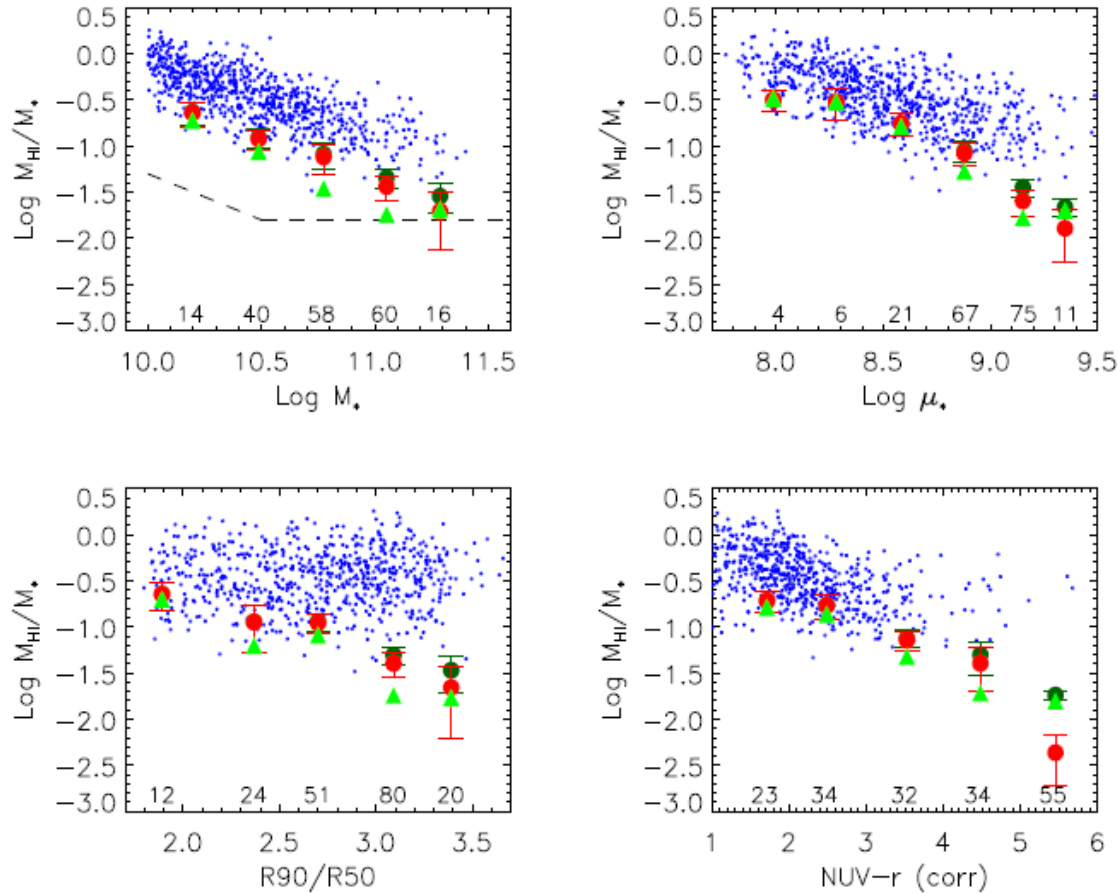 0.5
0.0
−0.5
−1.0
−1.5
−2.0
−2.5
−3.0
Log M_HI/M_*
14 40 58 60 16
10.0 10.5 11.0 11.5
Log M_*
0.5
0.0
−0.5
−1.0
−1.5
−2.0
−2.5
−3.0
Log M_HI/M_*
4 6 21 67 75 11
8.0 8.5 9.0 9.5
Log μ_*
0.5
0.0
−0.5
−1.0
−1.5
−2.0
−2.5
−3.0
Log M_HI/M_*
12 24 51 80 20
2.0 2.5 3.0 3.5
R90/R50
0.5
0.0
−0.5
−1.0
−1.5
−2.0
−2.5
−3.0
Log M_HI/M_*
23 34 32 34 55
1 2 3 4 5 6
NUV−r (corr)